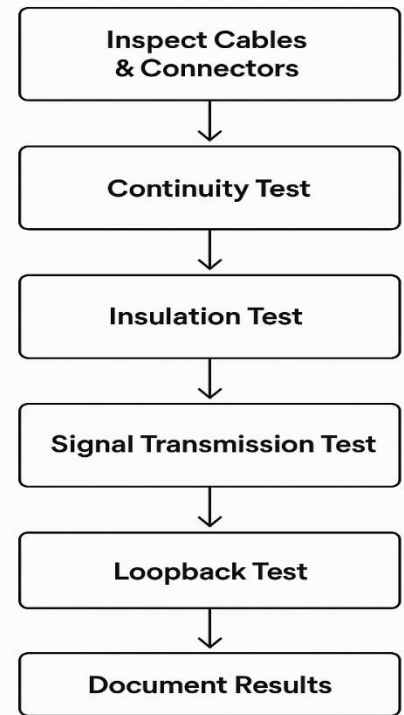 Inspect Cables
& Connectors
Continuity Test
Insulation Test
Signal Transmission Test
Loopback Test
Document Results